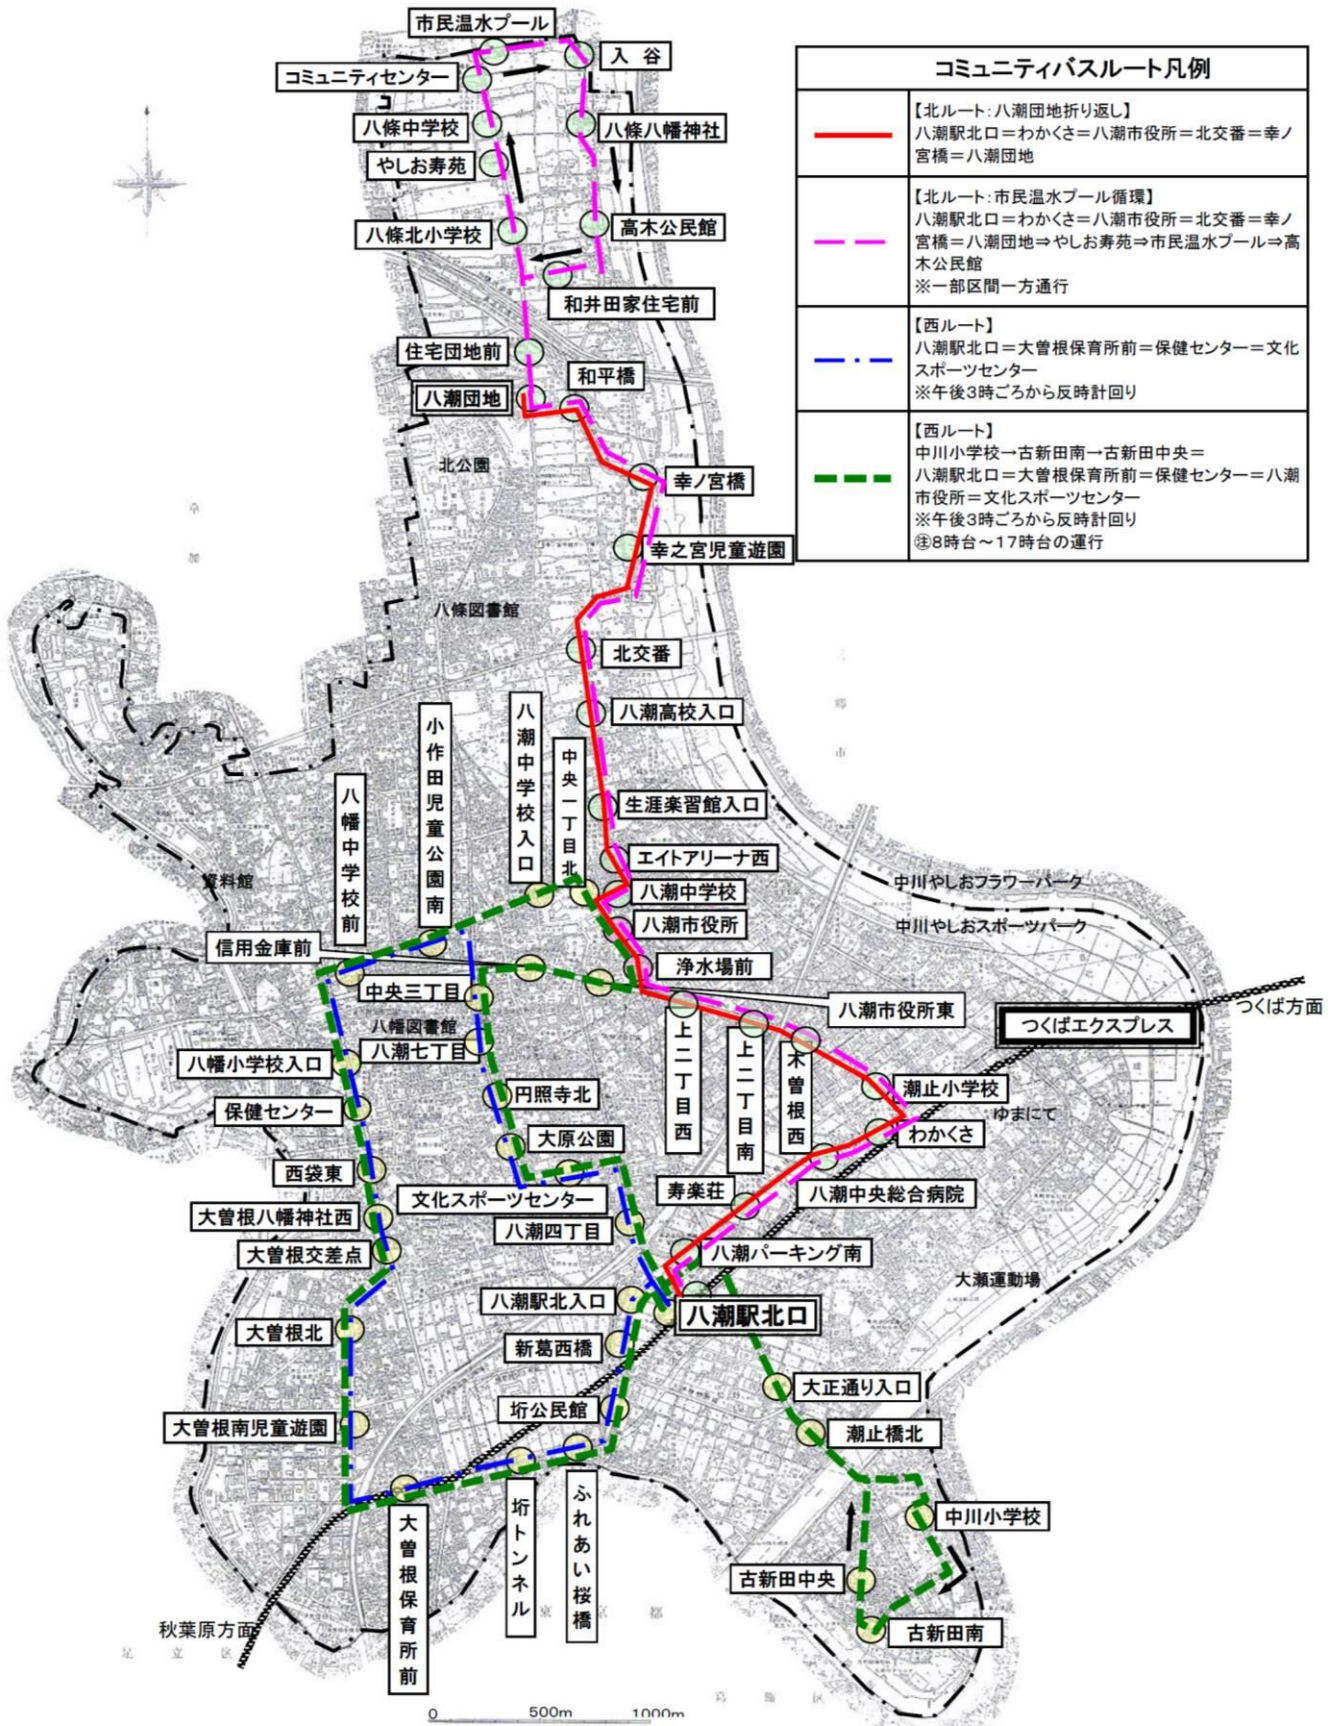 市民温水プール
入谷
コミュニティセンター
八條中学校
八條八幡神社
やしお寿苑
八條北小学校
高木公民館
和井田家住宅前
住宅団地前
和平橋
八潮団地
北公園
幸ノ宮橋
幸之宮児童遊園
八條図書館
北交番
八潮高校入口
生涯楽習館入口
エイトアリーナ西
八潮中学校
八潮市役所
浄水場前
コミュニティバスルート凡例
【北ルート:八潮団地折り返し】
八潮駅北口＝わかくさ＝八潮市役所＝北交番＝幸ノ
宮橋＝八潮団地
【北ルート:市民温水プール循環】
八潮駅北口＝わかくさ＝八潮市役所＝北交番＝幸ノ
宮橋＝八潮団地⇒やしお寿苑⇒市民温水プール⇒高
木公民館
※一部区間一方通行
【西ルート】
八潮駅北口＝大曽根保育所前＝保健センター＝文化
スポーツセンター
※午後3時ごろから反時計回り
【西ルート】
中川小学校→古新田南→古新田中央＝
八潮駅北口＝大曽根保育所前＝保健センター＝八潮
市役所＝文化スポーツセンター
※午後3時ごろから反時計回り
㊟8時台～17時台の運行
八幡中学校前
小作田児童公園南
八潮中学校入口
中央一丁目北
資料館
信用金庫前
中央三丁目
八幡図書館
八潮七丁目
八幡小学校入口
保健センター
円照寺北
西袋東
大原公園
文化スポーツセンター
大曽根八幡神社西
八潮四丁目
大曽根交差点
八潮駅北入口
大曽根北
新葛西橋
大曽根南児童遊園
垳公民館
大曽根保育所前
垳トンネル
ふれあい桜橋
秋葉原方面
中川やしおフラワーパーク
中川やしおスポーツパーク
八潮市役所東
つくばエクスプレス
つくば方面
上二丁目西
上二丁目南
木曽根西
潮止小学校
ゆまにて
わかくさ
八潮中央総合病院
寿楽荘
八潮パーキング南
大瀬運動場
八潮駅北口
大正通り入口
潮止橋北
中川小学校
古新田中央
古新田南
足立区
東京都
葛飾区
0 500m 1000m